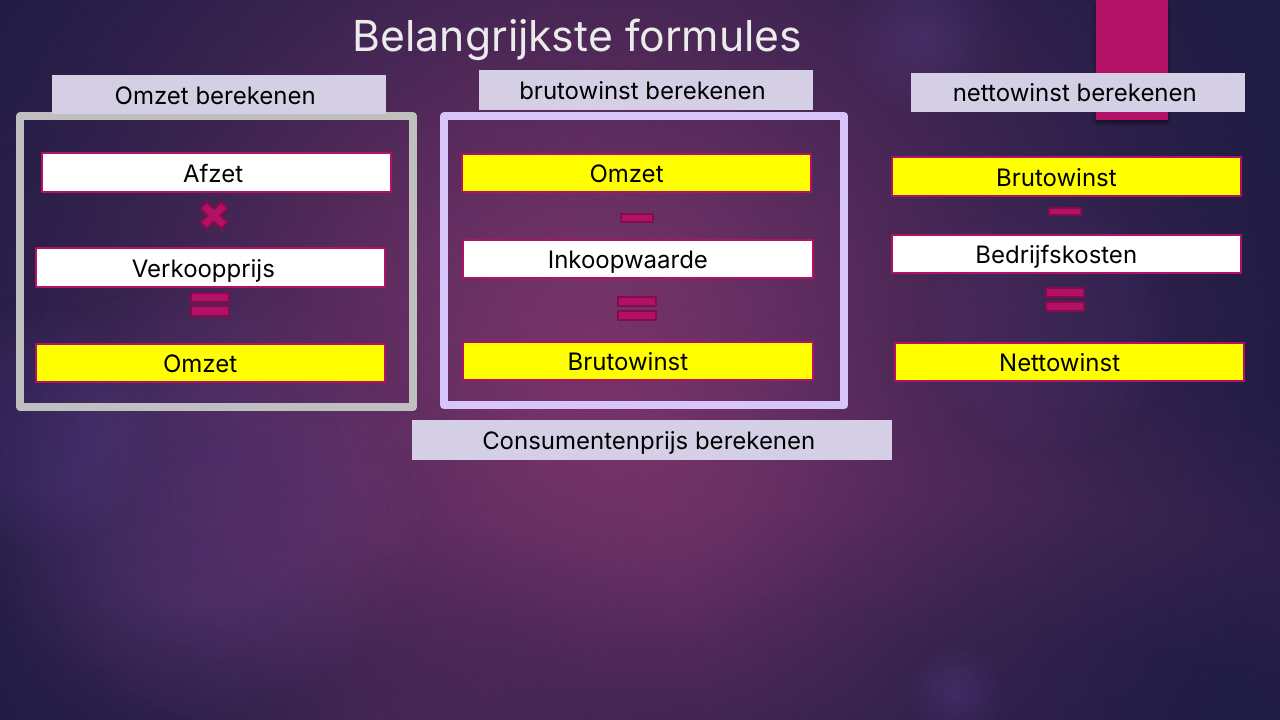 Belangrijkste formules
Omzet berekenen
Afzet
Verkoopprijs
Omzet
brutowinst berekenen
Omzet
Inkoopwaarde
Brutowinst
nettowinst berekenen
Brutowinst
Bedrijfskosten
Nettowinst
Consumentenprijs berekenen